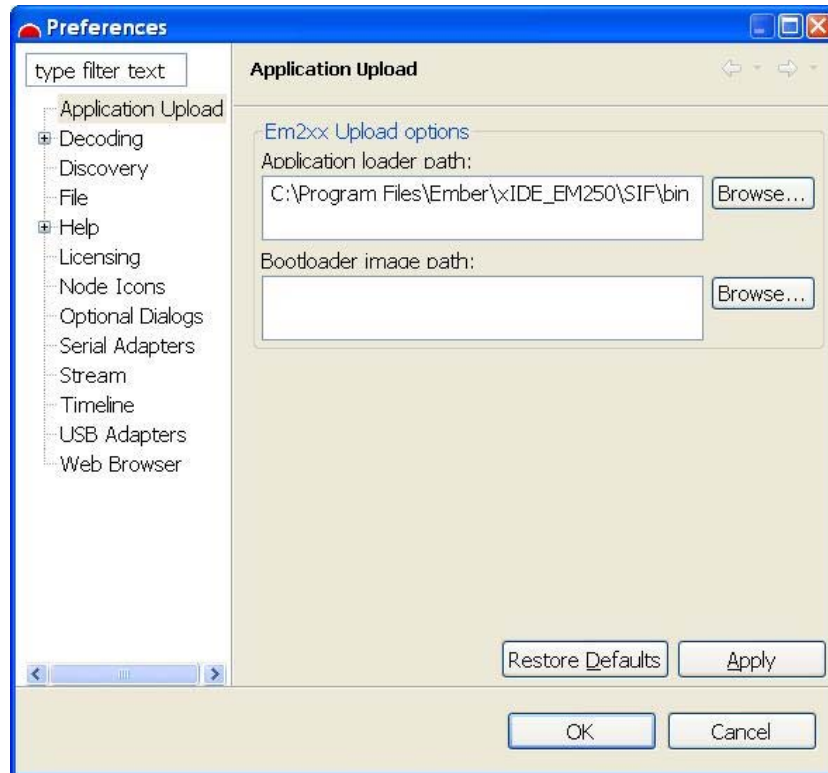 Preferences
type filter text
Application Upload
Decoding
Discovery
File
Help
Licensing
Node Icons
Optional Dialogs
Serial Adapters
Stream
Timeline
USB Adapters
Web Browser
Application Upload
Em2xx Upload options
Application loader path:
C:\Program Files\Ember\xIDE_EM250\SIF\bin
Browse...
Bootloader image path:
Browse...
Restore Defaults
Apply
OK
Cancel